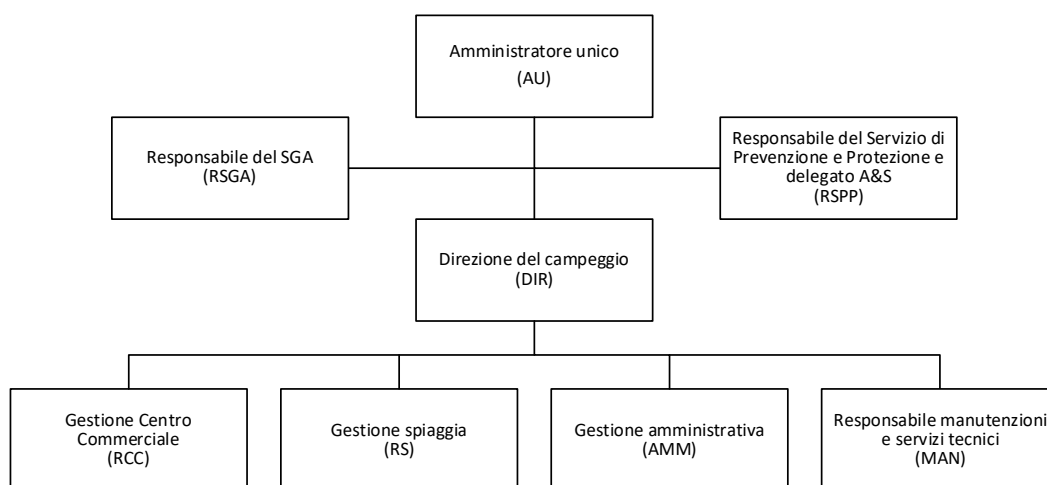 Amministratore unico
(AU)
Responsabile del SGA
(RSGA)
Responsabile del Servizio di
Prevenzione e Protezione e
delegato A&S
(RSPP)
Direzione del campeggio
(DIR)
Gestione Centro
Commerciale
(RCC)
Gestione spiaggia
(RS)
Gestione amministrativa
(AMM)
Responsabile manutenzioni
e servizi tecnici
(MAN)